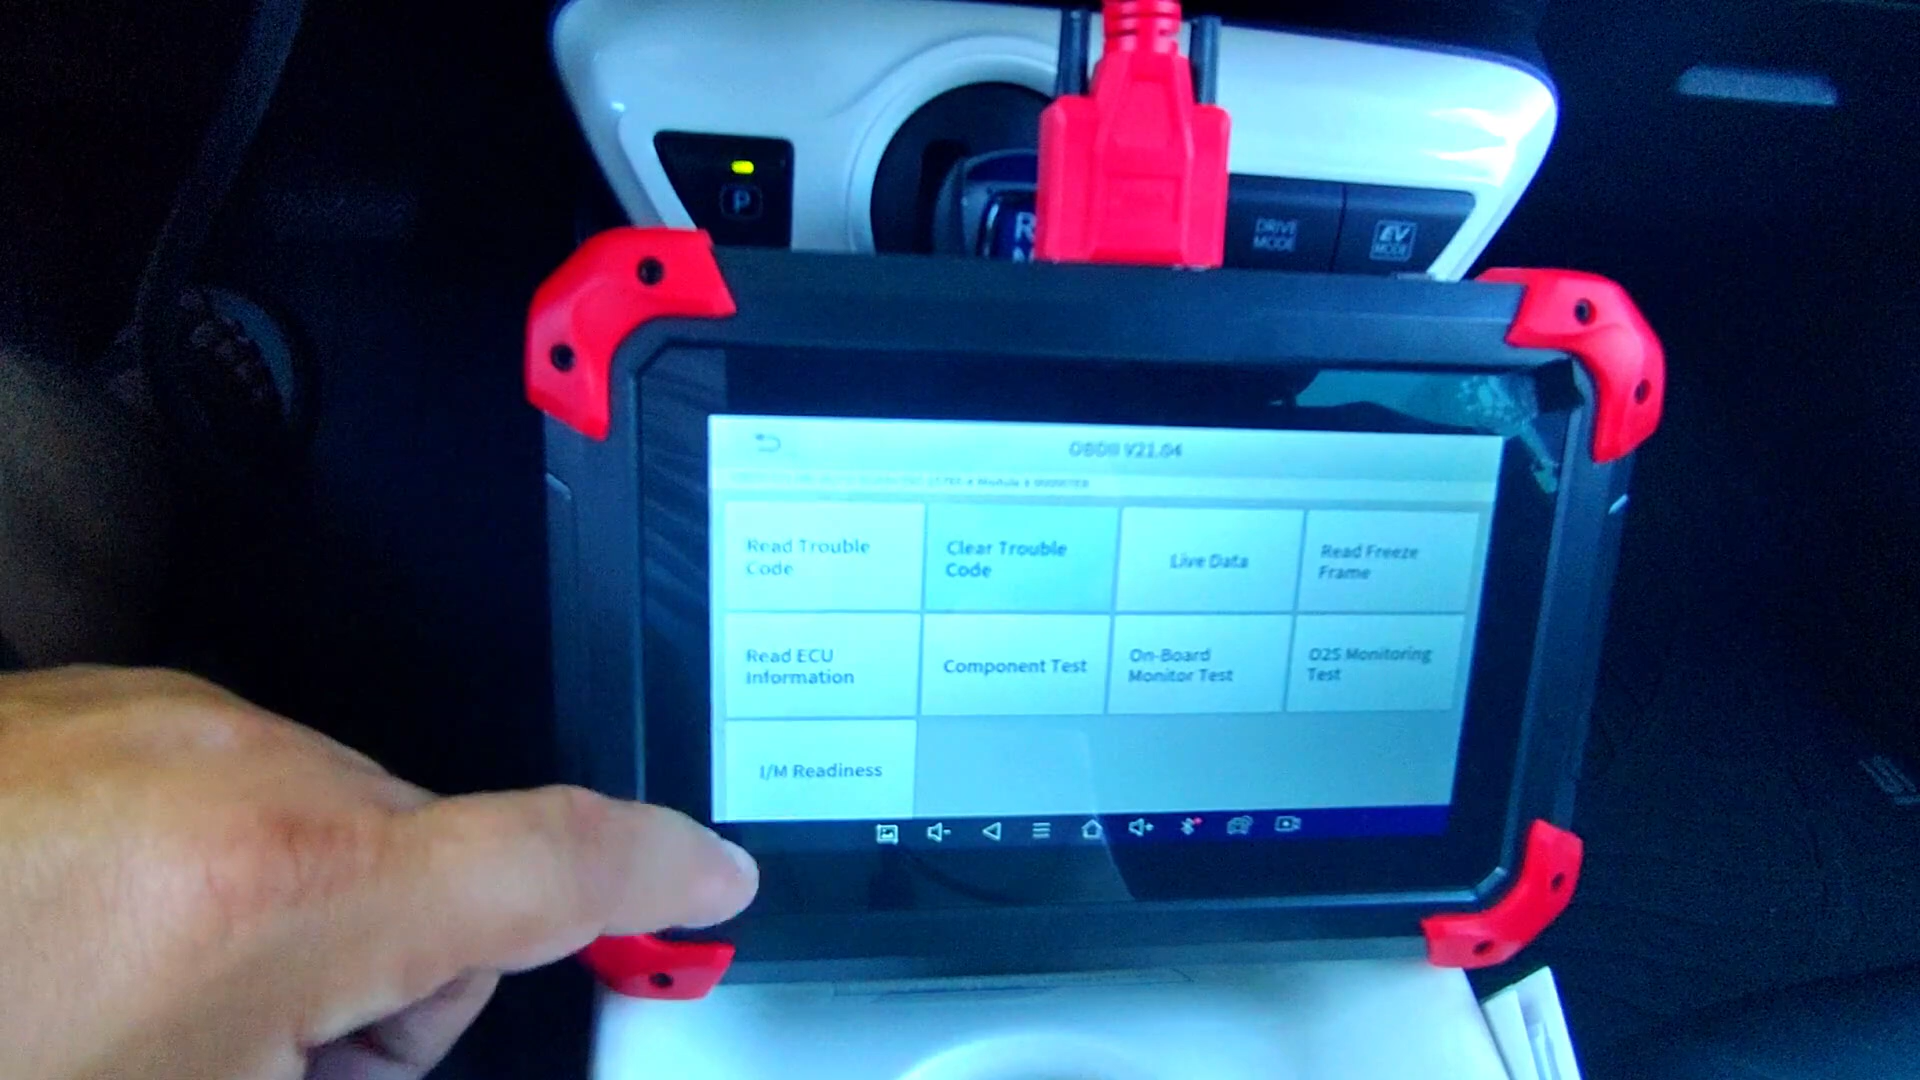 P
R
DRIVE
MODE
EV
MODE
OBDII V21.04
Read Trouble
Code
Clear Trouble
Code
Live Data
Read Freeze
Frame
Read ECU
Information
Component Test
On-Board
Monitor Test
O2S Monitoring
Test
I/M Readiness